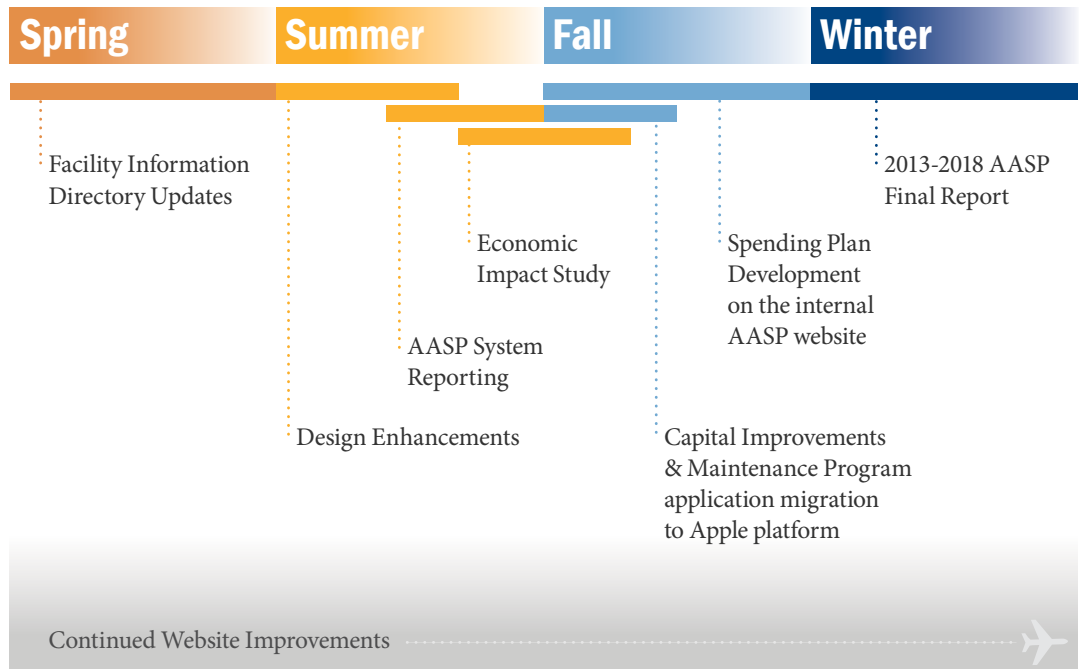 Spring
Summer
Fall
Winter
Facility Information
Directory Updates
2013-2018 AASP
Final Report
Economic
Impact Study
Spending Plan
Development
on the internal
AASP website
AASP System
Reporting
Design Enhancements
Capital Improvements
& Maintenance Program
application migration
to Apple platform
Continued Website Improvements